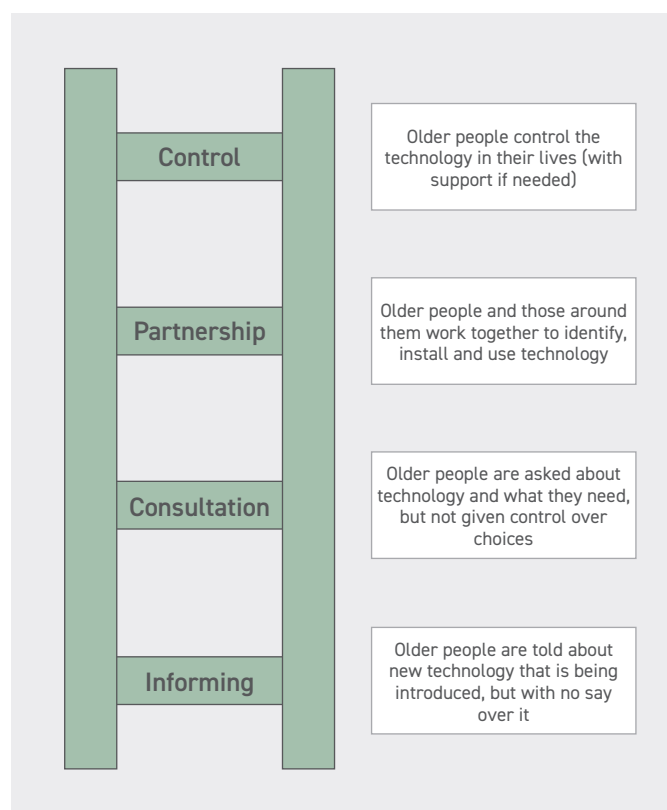 Control
Older people control the
technology in their lives (with
support if needed)
Partnership
Older people and those around
them work together to identify,
install and use technology
Consultation
Older people are asked about
technology and what they need,
but not given control over
choices
Informing
Older people are told about
new technology that is being
introduced, but with no say
over it